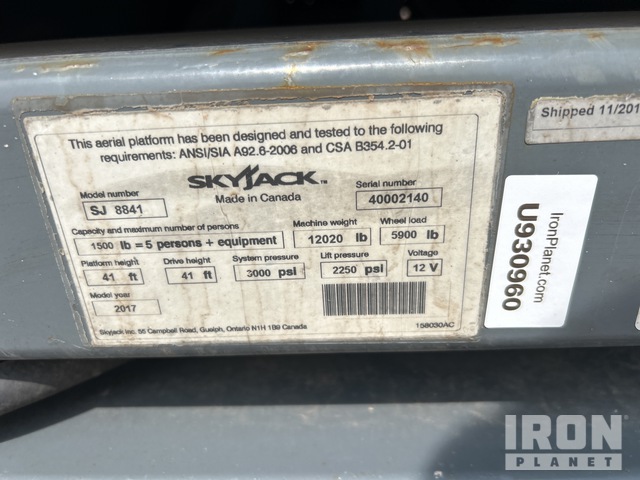 This aerial platform has been designed and tested to the following
requirements: ANSI/SIA A92.6-2006 and CSA B354.2-01
SKYJACK™
Made in Canada
Model number
SJ 8841
Serial number
40002140
Capacity and maximum number of persons
1500 lb = 5 persons + equipment
Machine weight
12020 lb
Wheel load
5900 lb
Platform height
41 ft
Drive height
41 ft
System pressure
3000 psi
Lift pressure
2250 psi
Voltage
12 V
Model year
2017
Skyjack Inc. 55 Campbell Road, Guelph, Ontario N1H 1B9 Canada
158030AC
Shipped 11/201
IronPlanet.com
U930960
IRON
PLANET